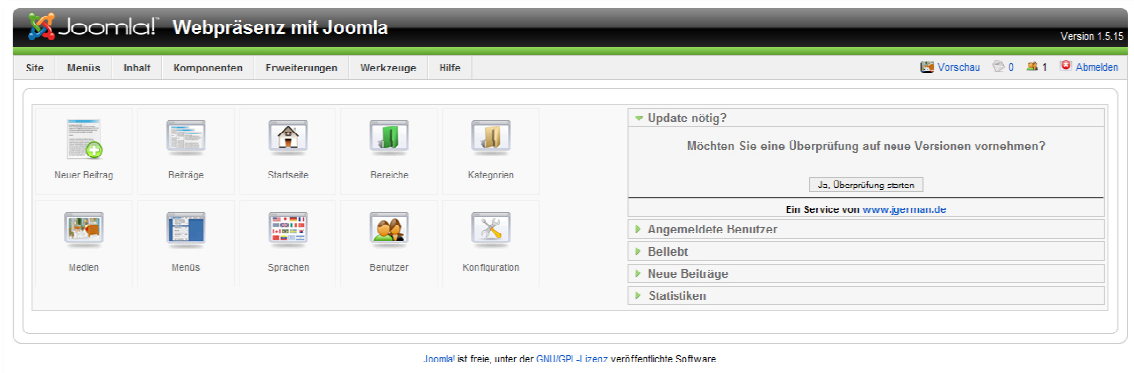 Joomla! Webpräsenz mit Joomla
Version 1.5.15
Site Menüs Inhalt Komponenten Erweiterungen Werkzeuge Hilfe Vorschau 0 1 Abmelden
Neuer Beitrag Beiträge Startseite Bereiche Kategorien
Medien Menüs Sprachen Benutzer Konfiguration
Update nötig?
Möchten Sie eine Überprüfung auf neue Versionen vornehmen?
Ja, Überprüfung starten
Ein Service von www.jgerman.de
Angemeldete Benutzer
Beliebt
Neue Beiträge
Statistiken
Joomla! ist freie, unter der GNU/GPL-Lizenz veröffentlichte Software